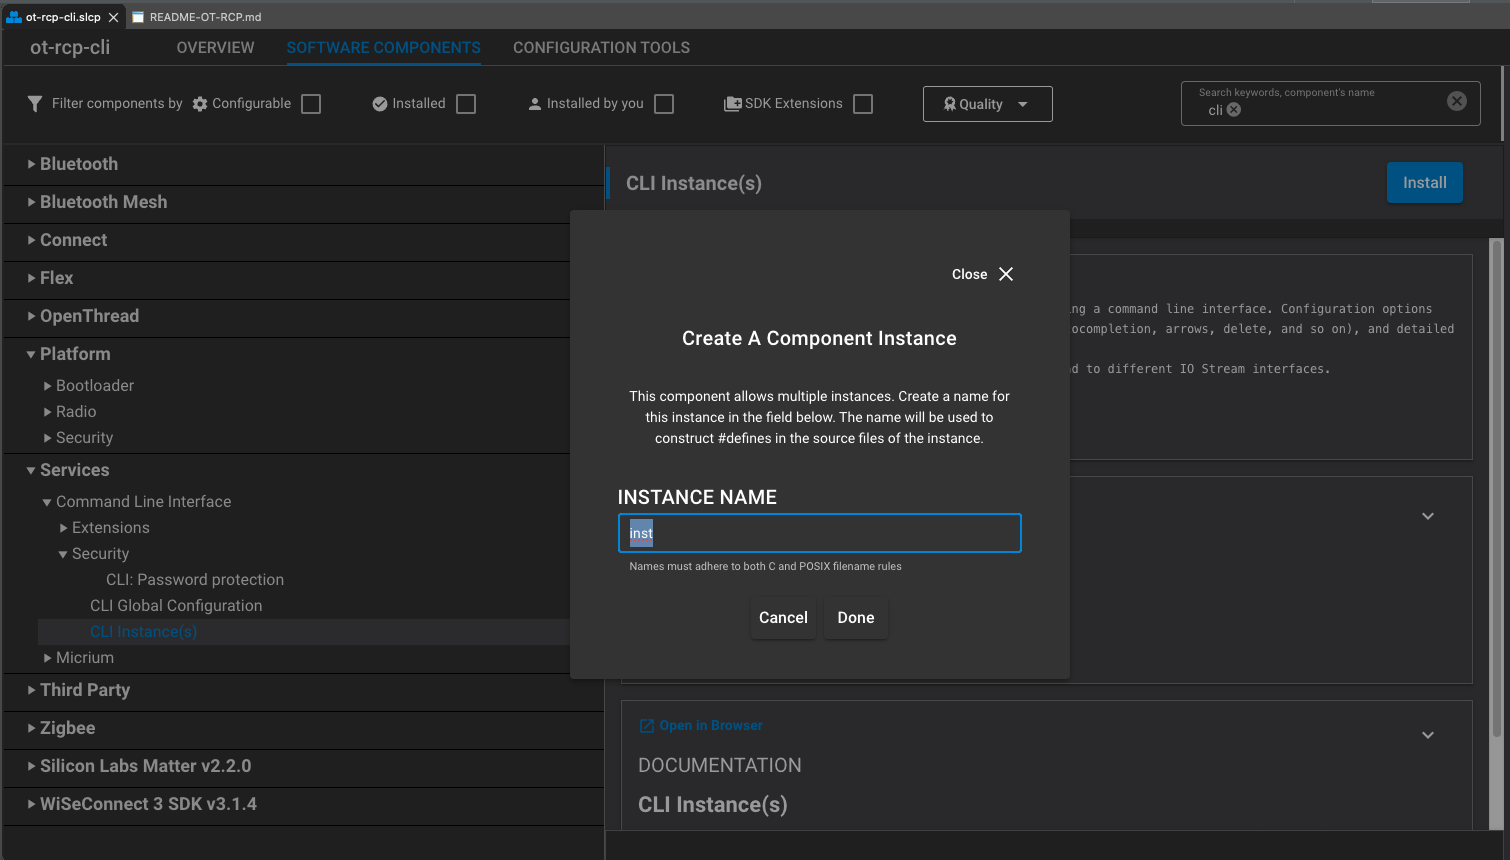 ot-rcp-cli.slcp
README-OT-RCP.md
ot-rcp-cli
OVERVIEW
SOFTWARE COMPONENTS
CONFIGURATION TOOLS
Filter components by
Configurable
Installed
Installed by you
SDK Extensions
Quality
Search keywords, component's name
cli
Bluetooth
Bluetooth Mesh
Connect
Flex
OpenThread
Platform
Bootloader
Radio
Security
Services
Command Line Interface
Extensions
Security
CLI: Password protection
CLI Global Configuration
CLI Instance(s)
Micrium
Third Party
Zigbee
Silicon Labs Matter v2.2.0
WiSeConnect 3 SDK v3.1.4
CLI Instance(s)
Install
ng a command line interface. Configuration options
ocompletion, arrows, delete, and so on), and detailed
d to different IO Stream interfaces.
Close
Create A Component Instance
This component allows multiple instances. Create a name for
this instance in the field below. The name will be used to
construct #defines in the source files of the instance.
INSTANCE NAME
inst
Names must adhere to both C and POSIX filename rules
Cancel
Done
Open in Browser
DOCUMENTATION
CLI Instance(s)